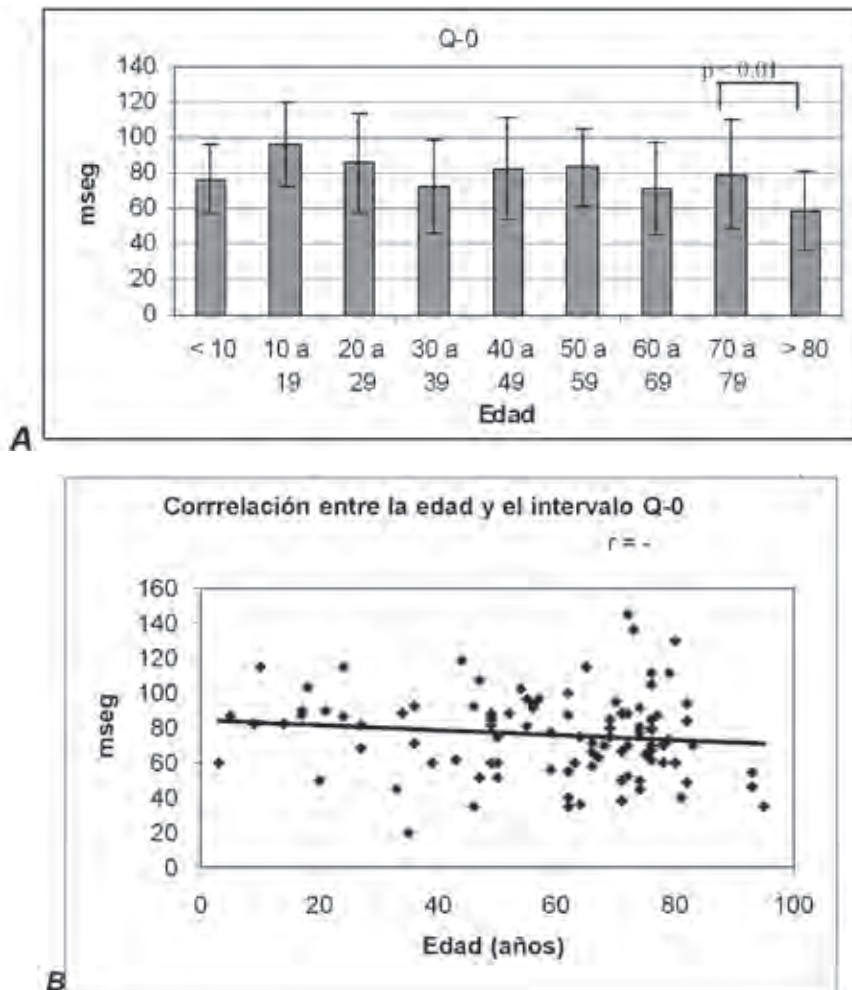 Q-0
140
120
100
80
60
40
20
0
mseg
p < 0.01
< 10 10 a 20 a 30 a 40 a 50 a 60 a 70 a > 80
19 29 39 49 59 69 79
Edad
A
Corrrelación entre la edad y el intervalo Q-0
r = -
160
140
120
100
80
60
40
20
0
mseg
0 20 40 60 80 100
Edad (años)
B